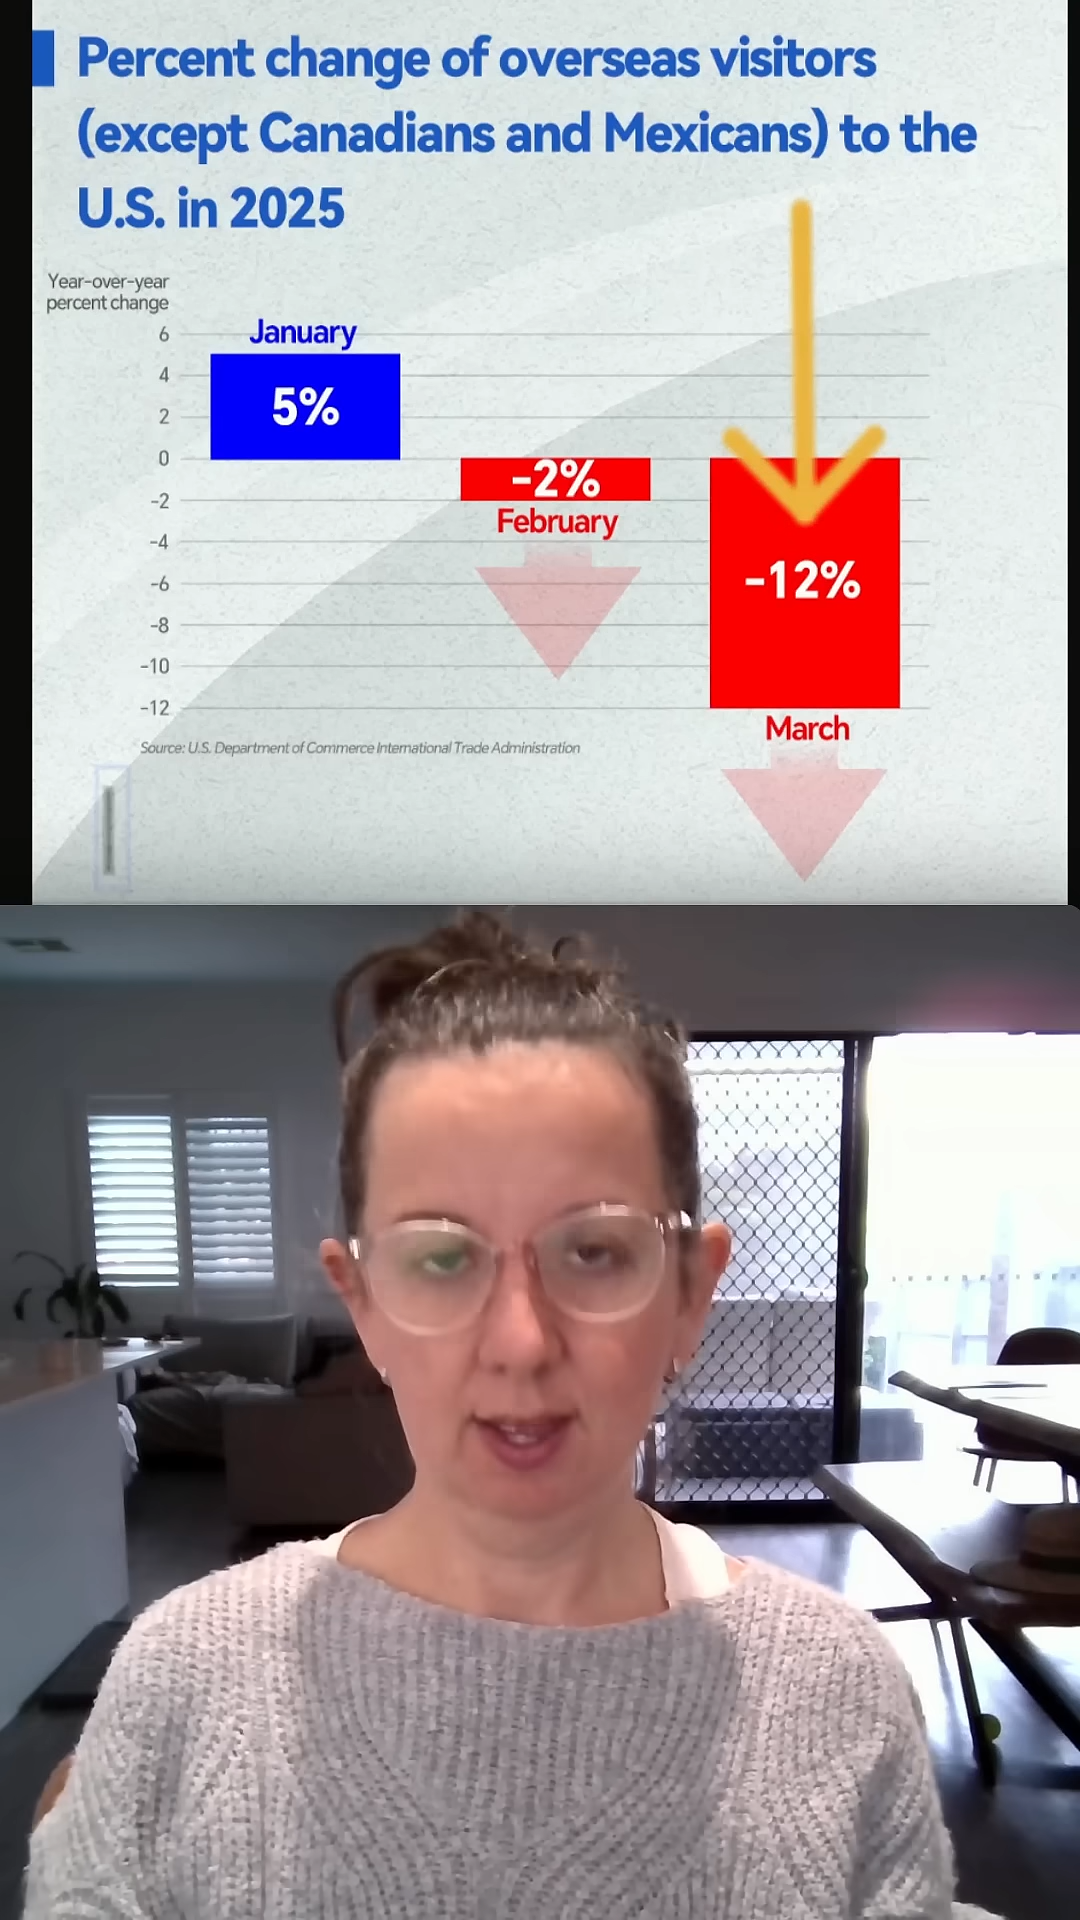 Percent change of overseas visitors
(except Canadians and Mexicans) to the
U.S. in 2025
Year-over-year
percent change
6
January
4
5%
2
0
-2%
-2
February
-4
-12%
-6
-8
-10
-12
March
Source: U.S. Department of Commerce International Trade Administration